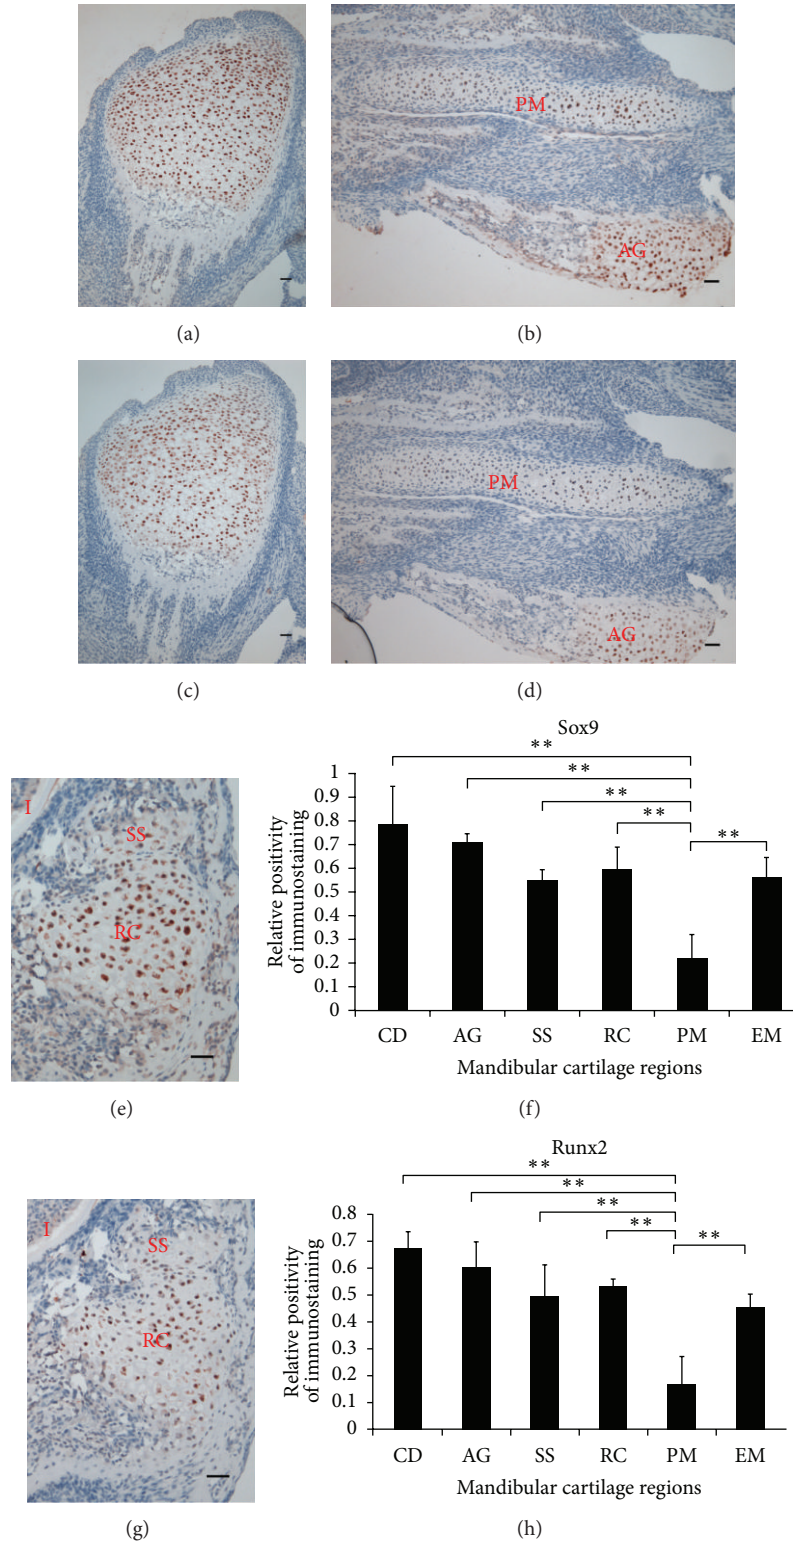 PM
AG
(a)
(b)
PM
AG
(c)
(d)
I
SS
RC
(e)
Sox9
**
**
**
**
**
Relative positivity
of immunostaining
1
0.9
0.8
0.7
0.6
0.5
0.4
0.3
0.2
0.1
0
CD AG SS RC PM EM
Mandibular cartilage regions
(f)
I
SS
RC
(g)
Runx2
**
**
**
**
**
Relative positivity
of immunostaining
0.8
0.7
0.6
0.5
0.4
0.3
0.2
0.1
0
CD AG SS RC PM EM
Mandibular cartilage regions
(h)